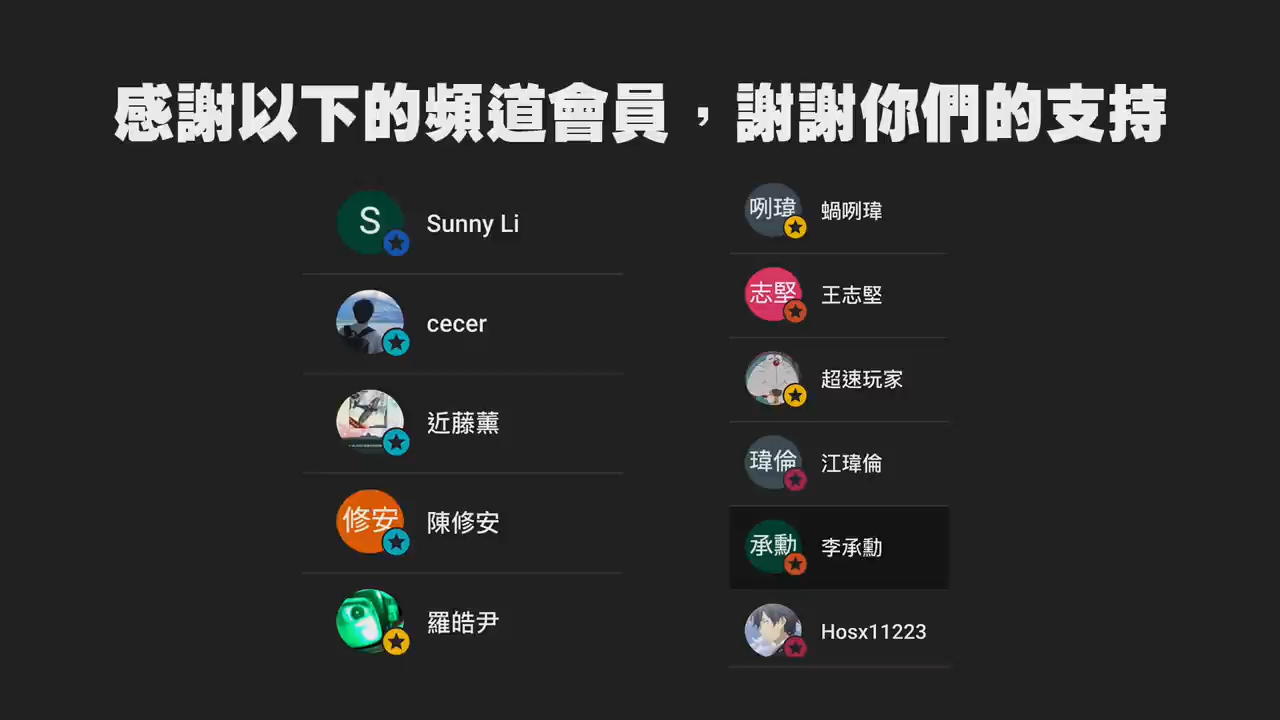 感謝以下的頻道會員，謝謝你們的支持
S
Sunny Li
cecer
近藤薰
修安
陳修安
羅皓尹
咧瑋
蝸咧瑋
志堅
王志堅
超速玩家
瑋倫
江瑋倫
承勳
李承勳
Hosx11223